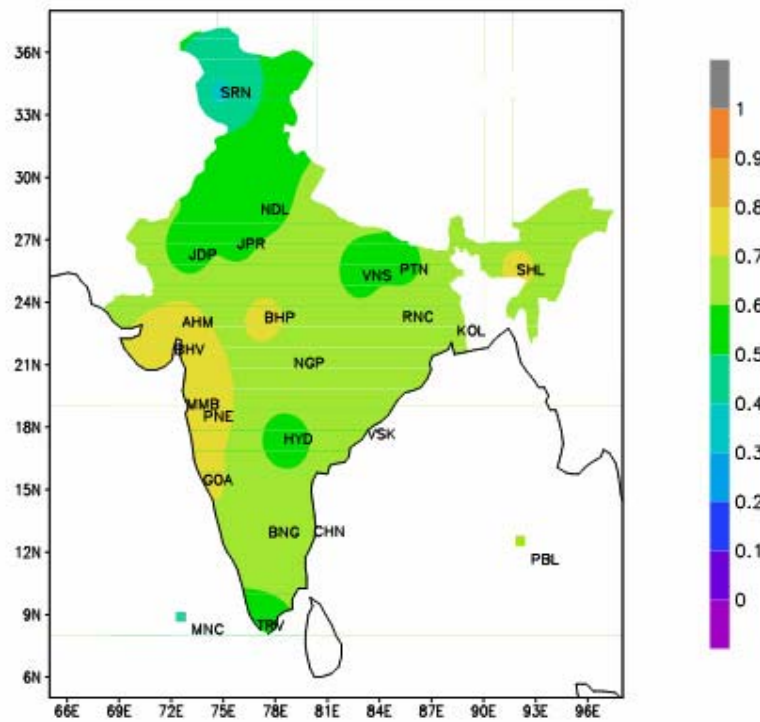 36N
33N
30N
27N
24N
21N
18N
15N
12N
9N
6N
66E 69E 72E 75E 78E 81E 84E 87E 90E 93E 96E
SRN
NDL
JPR
JDP
PTN
VNS
SHL
AHM
BHP
RNC
KOL
BHV
NGP
MMB
PNE
HYD
VSK
GOA
BNG
CHN
PBL
TRV
MNC
1
0.9
0.8
0.7
0.6
0.5
0.4
0.3
0.2
0.1
0